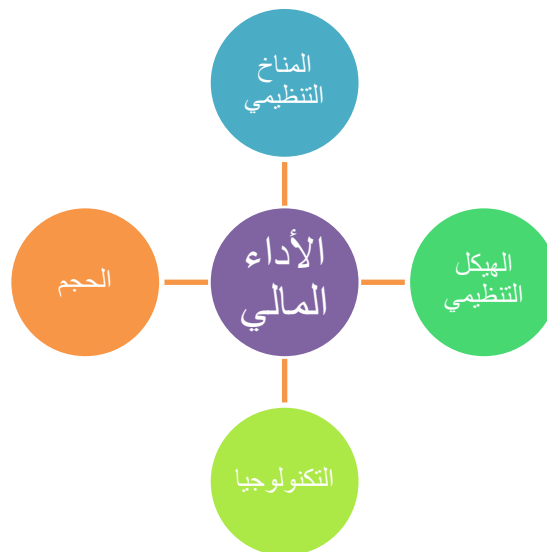 المناخ
التنظيمي
الهيكل
التنظيمي
الأداء
المالي
الحجم
التكنولوجيا